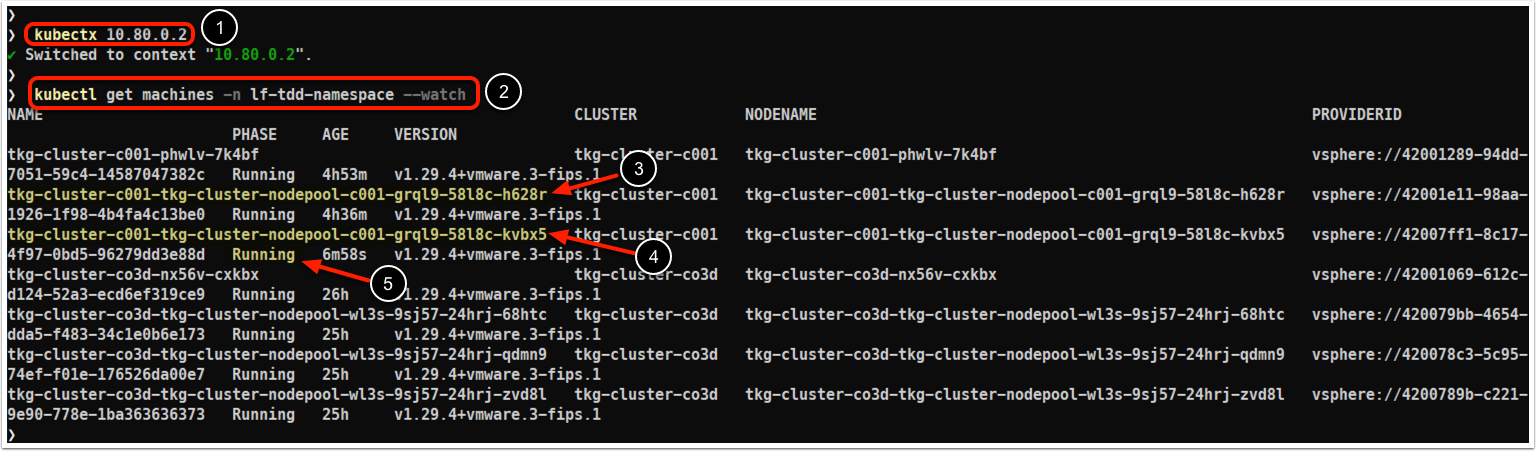 ❯
❯ kubectx 10.80.0.2 1
✔ Switched to context "10.80.0.2".
❯
❯ kubectl get machines -n lf-tdd-namespace --watch 2
NAME CLUSTER NODENAME PROVIDERID
PHASE AGE VERSION
tkg-cluster-c001-phwlv-7k4bf tkg-cluster-c001 tkg-cluster-c001-phwlv-7k4bf vsphere://42001289-94dd-
7051-59c4-14587047382c Running 4h53m v1.29.4+vmware.3-fips.1 3
tkg-cluster-c001-tkg-cluster-nodepool-c001-grql9-58l8c-h628r tkg-cluster-c001 tkg-cluster-c001-tkg-cluster-nodepool-c001-grql9-58l8c-h628r vsphere://42001e11-98aa-
1926-1f98-4b4fa4c13be0 Running 4h36m v1.29.4+vmware.3-fips.1
tkg-cluster-c001-tkg-cluster-nodepool-c001-grql9-58l8c-kvbx5 tkg-cluster-c001 tkg-cluster-c001-tkg-cluster-nodepool-c001-grql9-58l8c-kvbx5 vsphere://42007ff1-8c17-
4f97-0bd5-96279dd3e88d Running 6m58s v1.29.4+vmware.3-fips.1 4
tkg-cluster-co3d-nx56v-cxkbx 5 tkg-cluster-co3d tkg-cluster-co3d-nx56v-cxkbx vsphere://42001069-612c-
d124-52a3-ecd6ef319ce9 Running 26h v1.29.4+vmware.3-fips.1
tkg-cluster-co3d-tkg-cluster-nodepool-wl3s-9sj57-24hrj-68htc tkg-cluster-co3d tkg-cluster-co3d-tkg-cluster-nodepool-wl3s-9sj57-24hrj-68htc vsphere://420079bb-4654-
dda5-f483-34c1e0b6e173 Running 25h v1.29.4+vmware.3-fips.1
tkg-cluster-co3d-tkg-cluster-nodepool-wl3s-9sj57-24hrj-qdmn9 tkg-cluster-co3d tkg-cluster-co3d-tkg-cluster-nodepool-wl3s-9sj57-24hrj-qdmn9 vsphere://420078c3-5c95-
74ef-f01e-176526da00e7 Running 25h v1.29.4+vmware.3-fips.1
tkg-cluster-co3d-tkg-cluster-nodepool-wl3s-9sj57-24hrj-zvd8l tkg-cluster-co3d tkg-cluster-co3d-tkg-cluster-nodepool-wl3s-9sj57-24hrj-zvd8l vsphere://4200789b-c221-
9e90-778e-1ba363636373 Running 25h v1.29.4+vmware.3-fips.1
❯